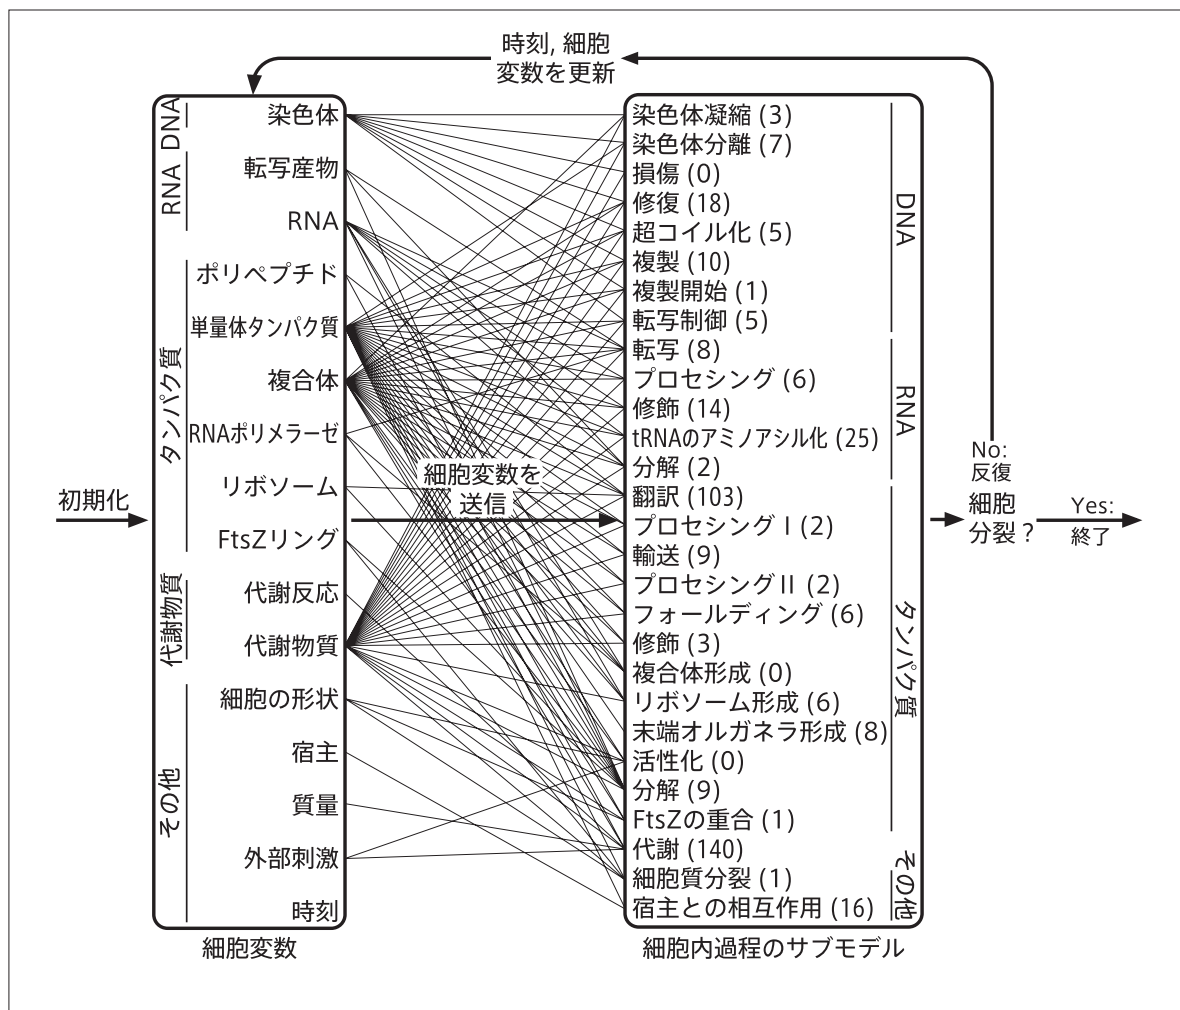 時刻, 細胞
変数を更新
DNA
RNA
タンパク質
代謝物質
その他
染色体
転写産物
RNA
ポリペプチド
単量体タンパク質
複合体
RNAポリメラーゼ
リボソーム
FtsZリング
代謝反応
代謝物質
細胞の形状
宿主
質量
外部刺激
時刻
細胞変数
初期化
細胞変数を
送信
染色体凝縮 (3)
染色体分離 (7)
損傷 (0)
修復 (18)
超コイル化 (5)
複製 (10)
複製開始 (1)
転写制御 (5)
転写 (8)
プロセシング (6)
修飾 (14)
tRNAのアミノアシル化 (25)
分解 (2)
翻訳 (103)
プロセシング I (2)
輸送 (9)
プロセシング II (2)
フォールディング (6)
修飾 (3)
複合体形成 (0)
リボソーム形成 (6)
末端オルガネラ形成 (8)
活性化 (0)
分解 (9)
FtsZの重合 (1)
代謝 (140)
細胞質分裂 (1)
宿主との相互作用 (16)
DNA
RNA
タンパク質
その他
細胞内過程のサブモデル
No:
反復
細胞
分裂？
Yes:
終了